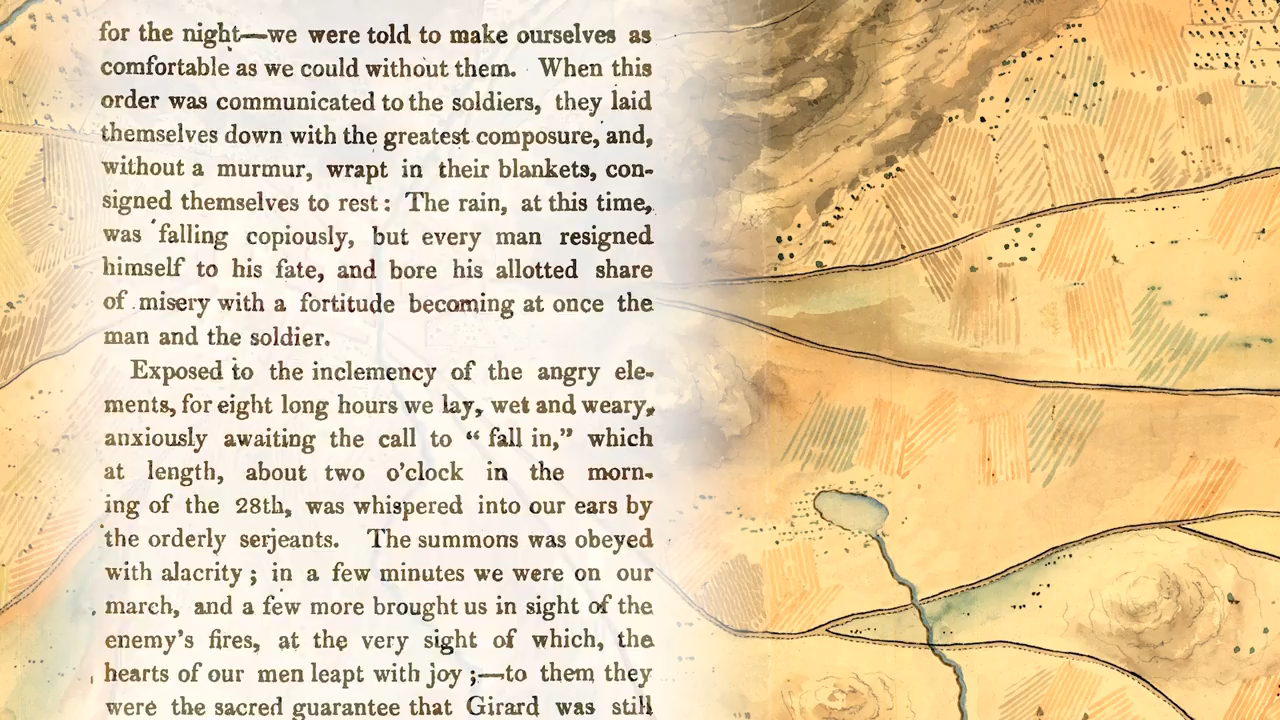 for the night—we were told to make ourselves as
comfortable as we could without them. When this
order was communicated to the soldiers, they laid
themselves down with the greatest composure, and,
without a murmur, wrapt in their blankets, con-
signed themselves to rest: The rain, at this time,
was falling copiously, but every man resigned
himself to his fate, and bore his allotted share
of misery with a fortitude becoming at once the
man and the soldier.
Exposed to the inclemency of the angry ele-
ments, for eight long hours we lay, wet and weary,
anxiously awaiting the call to “ fall in,” which
at length, about two o'clock in the morn-
ing of the 28th, was whispered into our ears by
the orderly serjeants. The summons was obeyed
with alacrity ; in a few minutes we were on our
march, and a few more brought us in sight of the
enemy's fires, at the very sight of which, the
hearts of our men leapt with joy ;—to them they
were the sacred guarantee that Girard was still